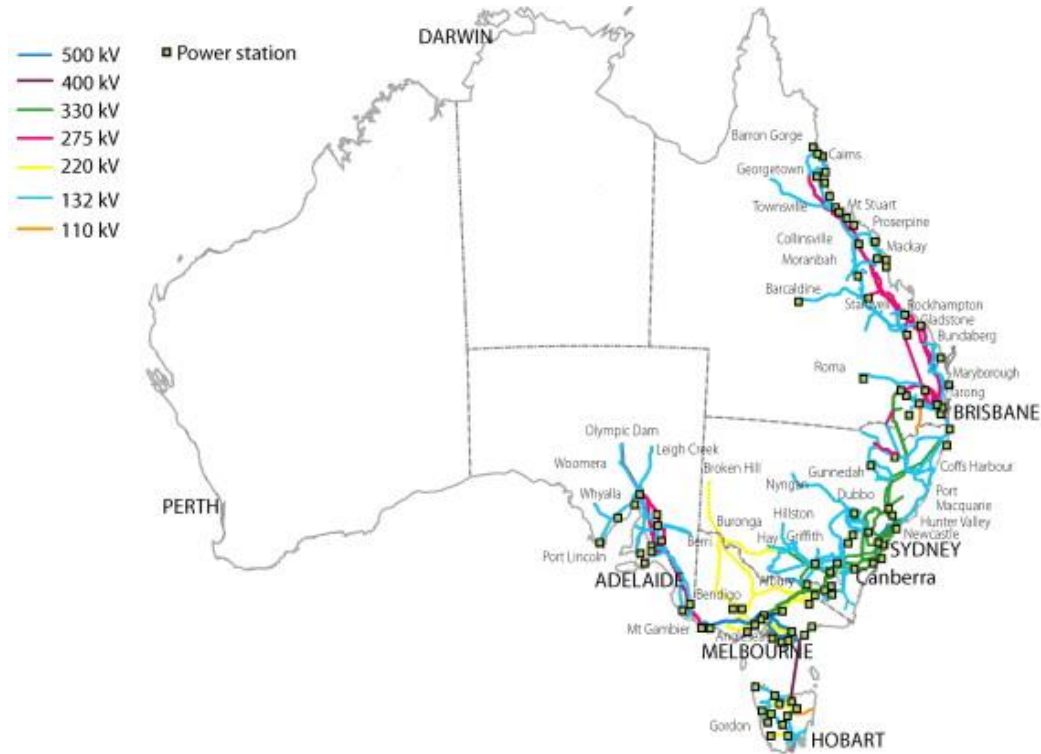 DARWIN
500 kV
400 kV
330 kV
275 kV
220 kV
132 kV
110 kV
Power station
Barron Gorge
Cairns
Georgetown
Townsville
Mt Stuart
Proserpine
Collinsville
Mackay
Moranbah
Barcaldine
Rockhampton
Gladstone
Bundaberg
Roma
Maryborough
BRISBANE
Olympic Dam
Leigh Creek
Woomera
Broken Hill
Gunnedah
Coffs Harbour
Nyngan
Whyalla
Dubbo
Port
Macquarie
PERTH
Buronga
Hillston
Hunter Valley
Newcastle
Hay
Griffith
Port Lincoln
Berri
SYDNEY
ADELAIDE
Albury
Canberra
Bendigo
Mt Gambier
MELBOURNE
Gordon
HOBART